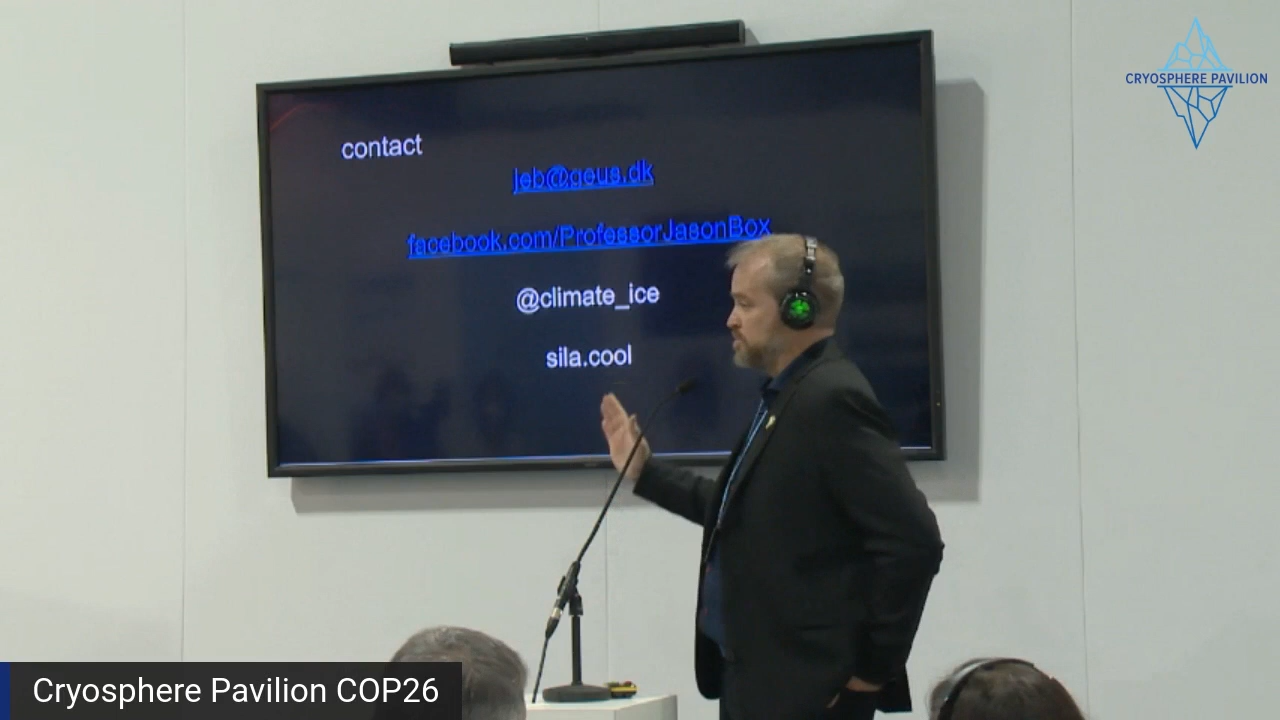 contact
jeb@geus.dk
facebook.com/ProfessorJasonBox
@climate_ice
sila.cool
CRYOSPHERE PAVILION
Cryosphere Pavilion COP26